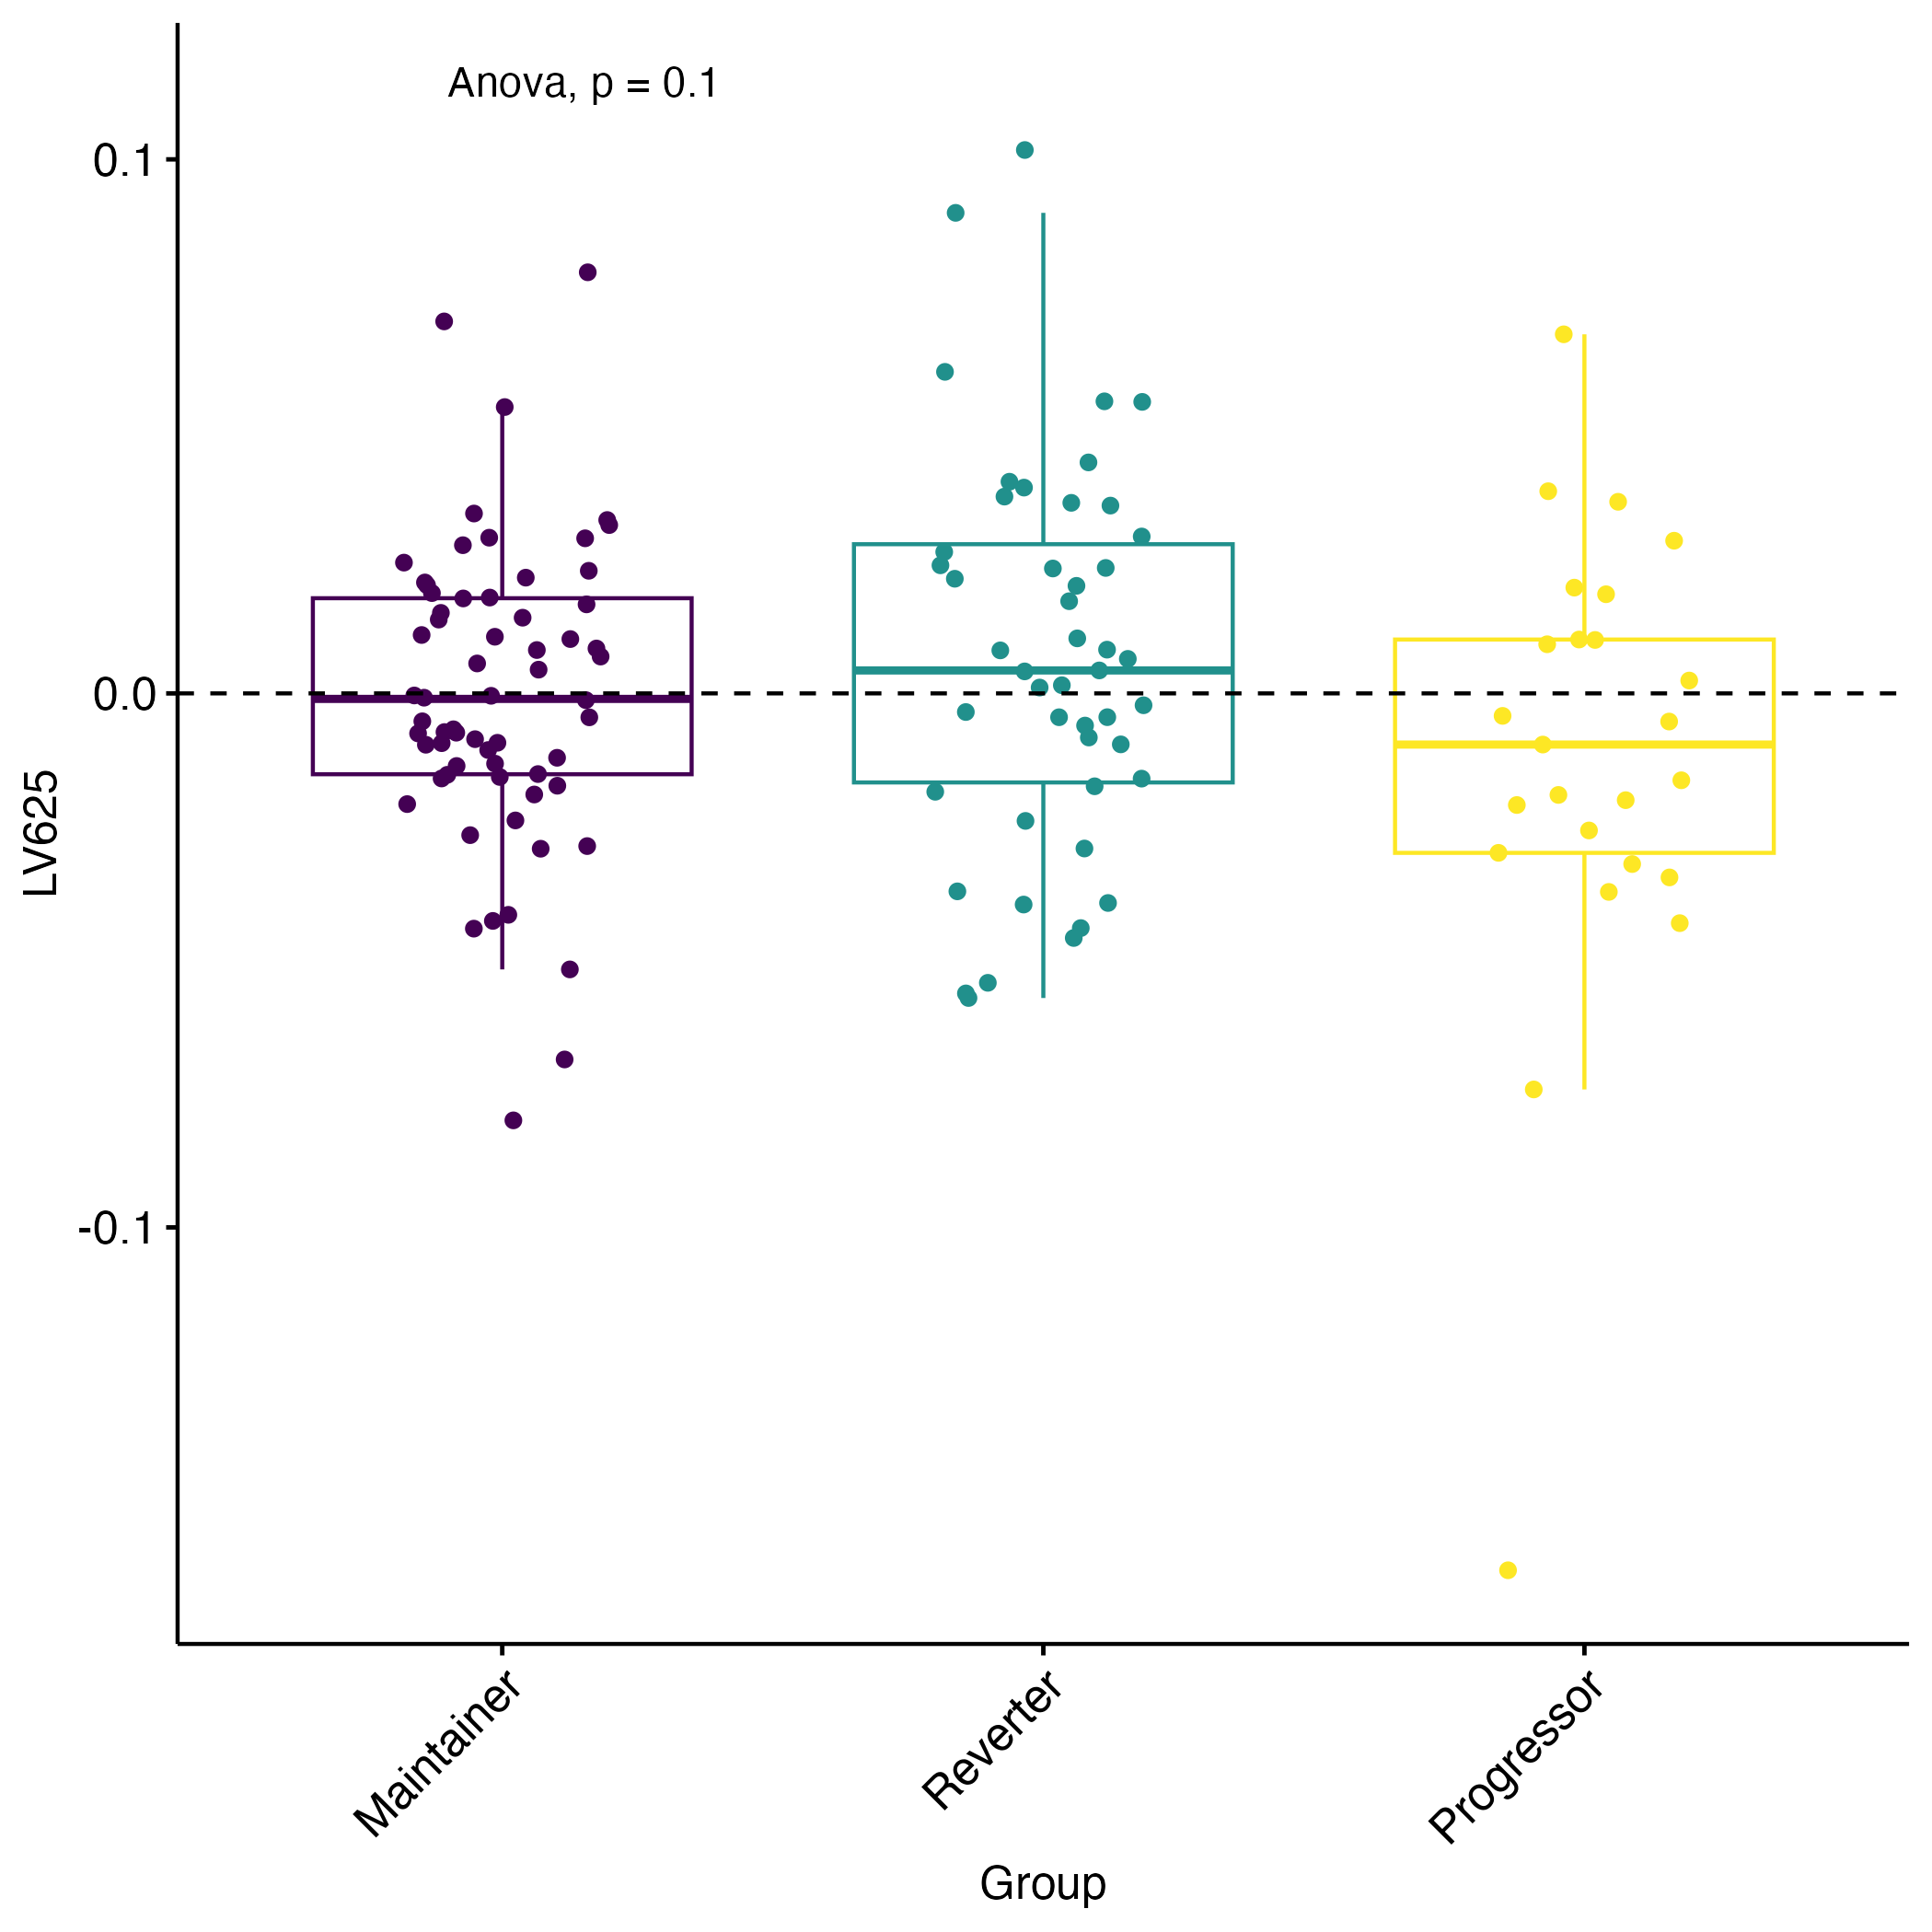 Anova, p = 0.1
0.1
0.0
-0.1
LV625
Maintainer
Reverter
Progressor
Group